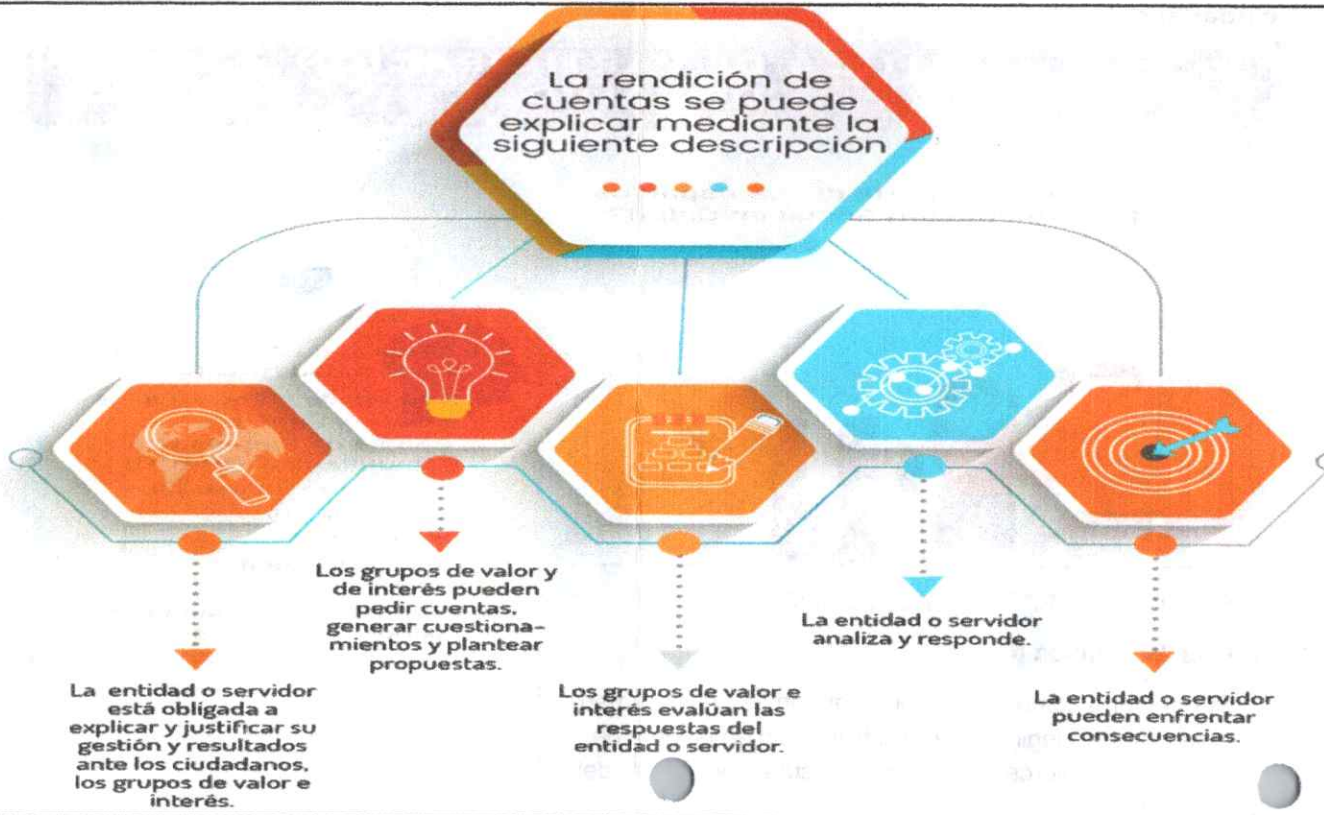 La rendición de
cuentas se puede
explicar mediante la
siguiente descripción
La entidad o servidor
está obligada a
explicar y justificar su
gestión y resultados
ante los ciudadanos,
los grupos de valor e
interés.
Los grupos de valor y
de interés pueden
pedir cuentas,
generar cuestiona-
mientos y plantear
propuestas.
Los grupos de valor e
interés evalúan las
respuestas del
entidad o servidor.
La entidad o servidor
analiza y responde.
La entidad o servidor
pueden enfrentar
consecuencias.